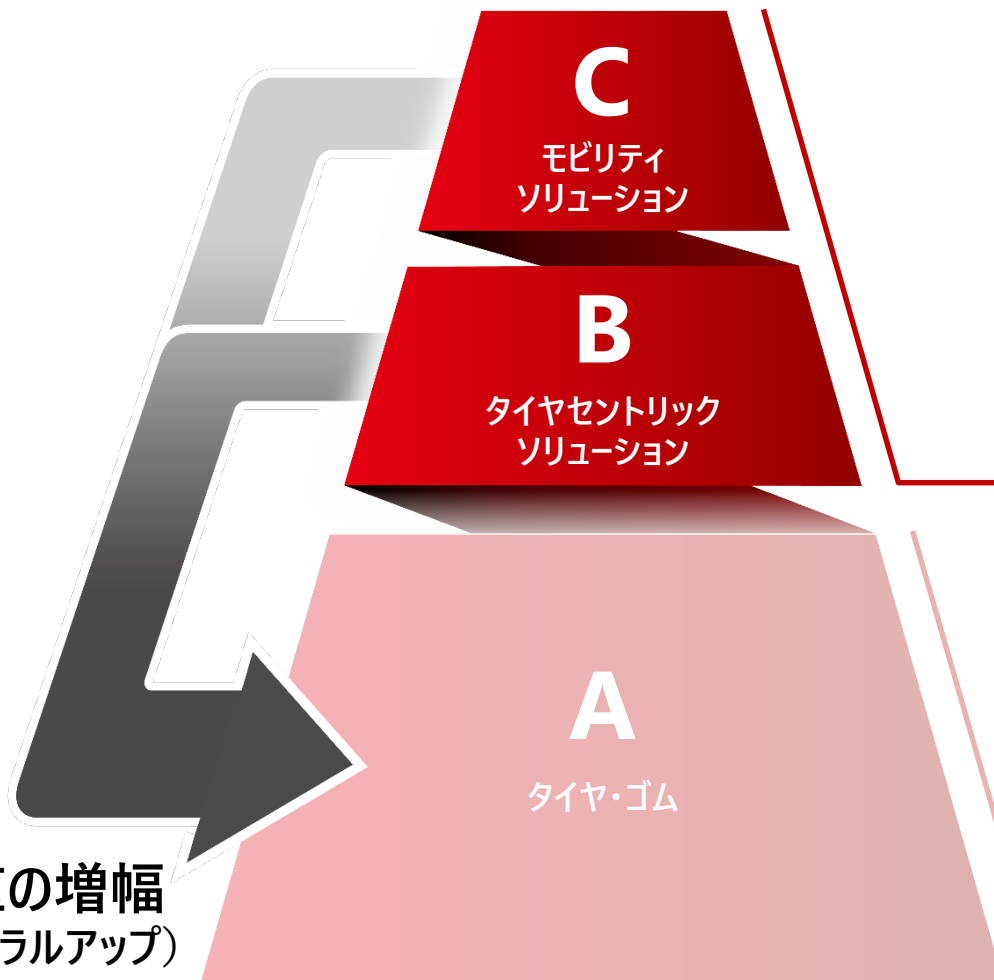 C
モビリティ
ソリューション
B
タイヤセントリック
ソリューション
A
タイヤ・ゴム
の増幅
ラルアップ）